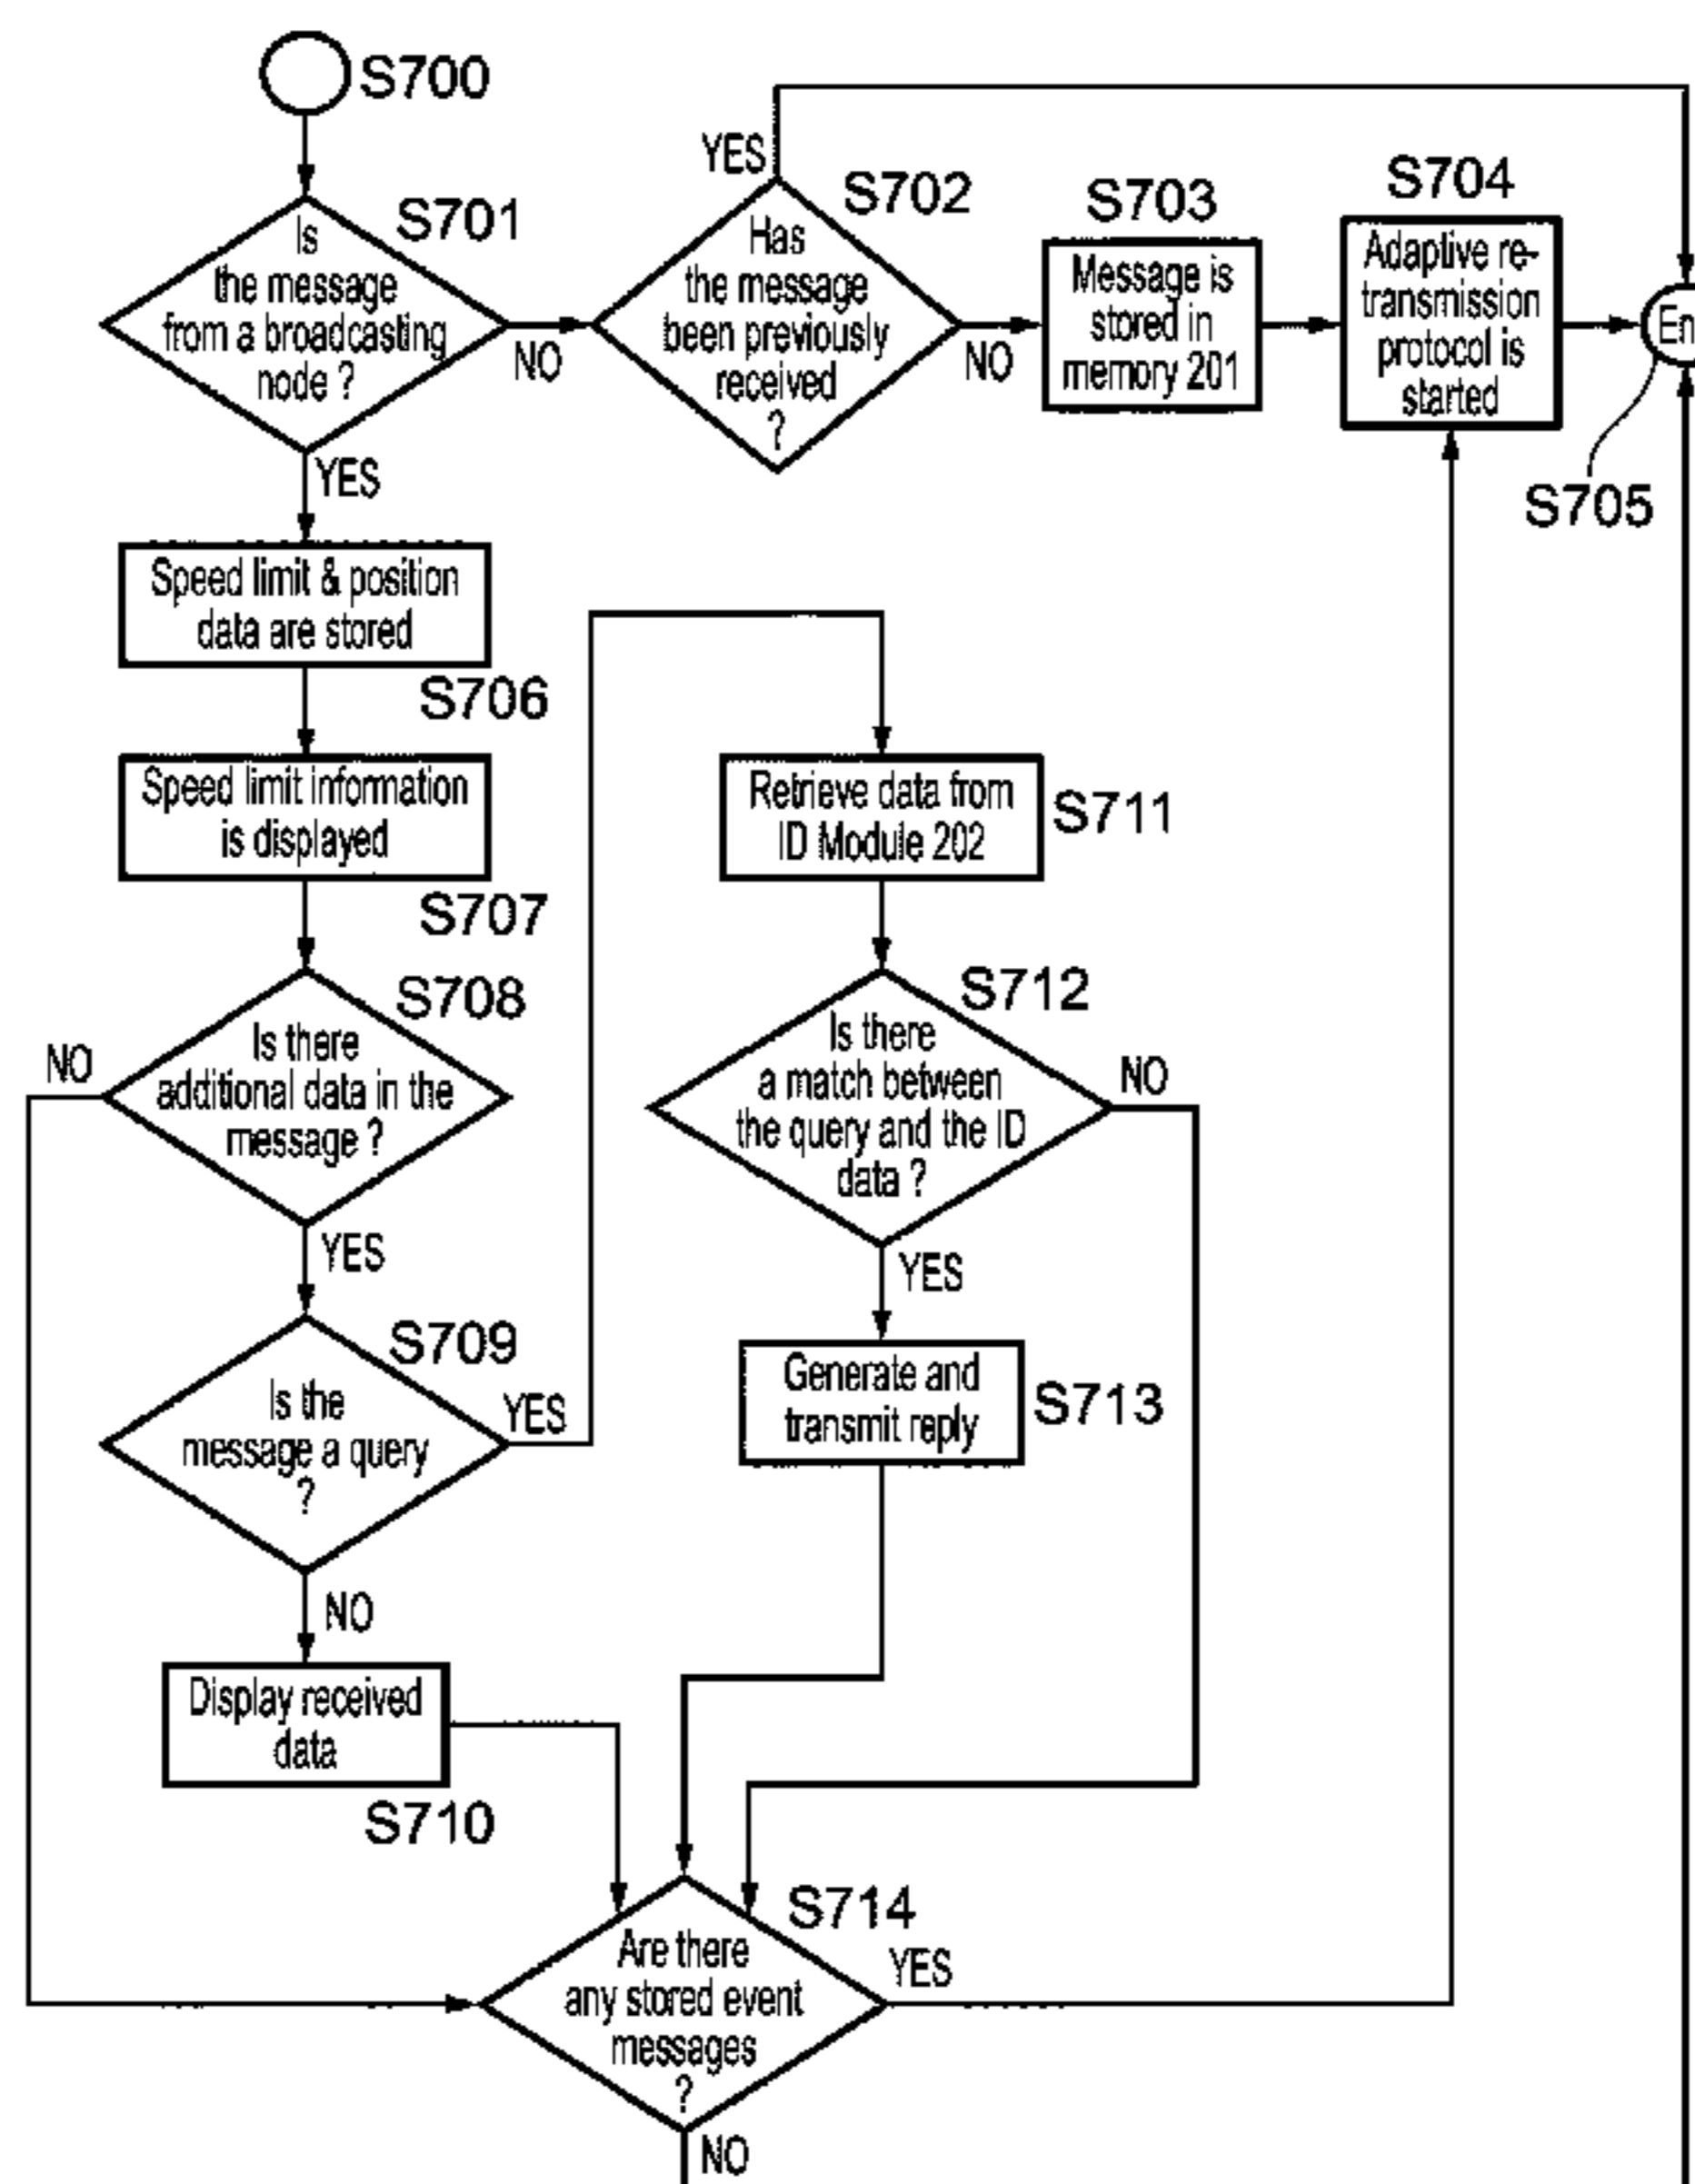 S700
S701
Is
the message
from a broadcasting
node ?
NO
YES
YES
S702
Has
the message
been previously
received
?
NO
S703
Message is
stored in
memory 201
S704
Adaptive re-
transmission
protocol is
started
En
S705
Speed limit & position
data are stored
S706
Speed limit information
is displayed
S707
S708
Is there
additional data in the
message ?
NO
YES
S709
Is the
message a query
?
YES
NO
Display received
data
S710
Retrieve data from
ID Module 202
S711
S712
Is there
a match between
the query and the ID
data ?
NO
YES
Generate and
transmit reply
S713
S714
Are there
any stored event
messages
?
YES
NO